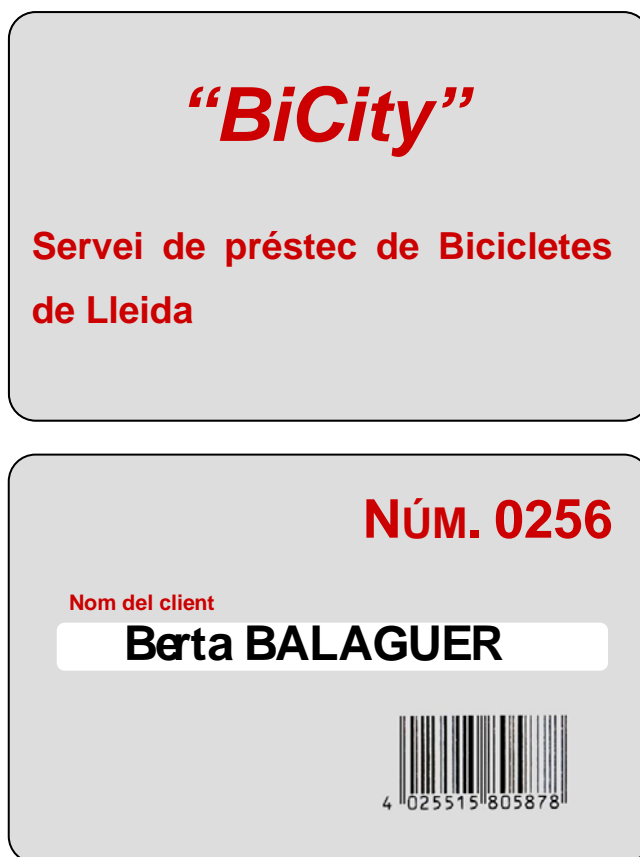 “BiCity”
Servei de préstec de Bicicletes
de Lleida
NÚM. 0256
Nom del client
Berta BALAGUER
4 025515 805878